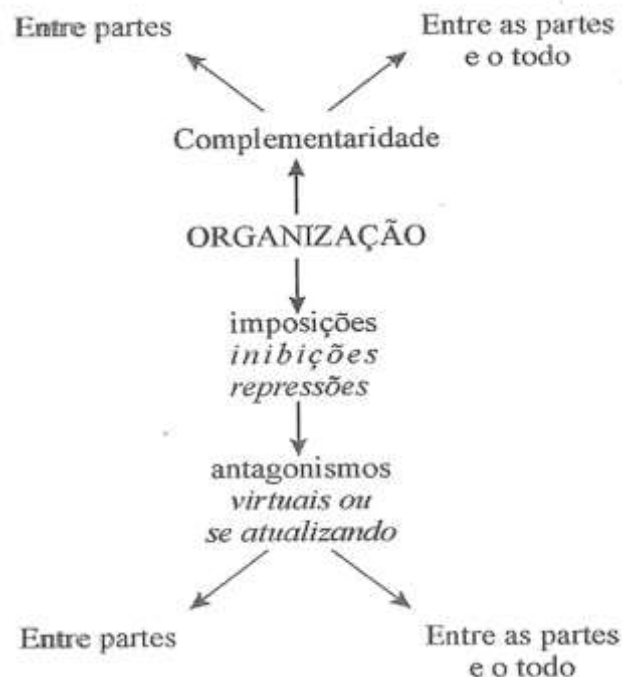 Entre partes
Entre as partes
e o todo
Complementaridade
ORGANIZAÇÃO
imposições
inibições
repressões
antagonismos
virtuais ou
se atualizando
Entre partes
Entre as partes
e o todo